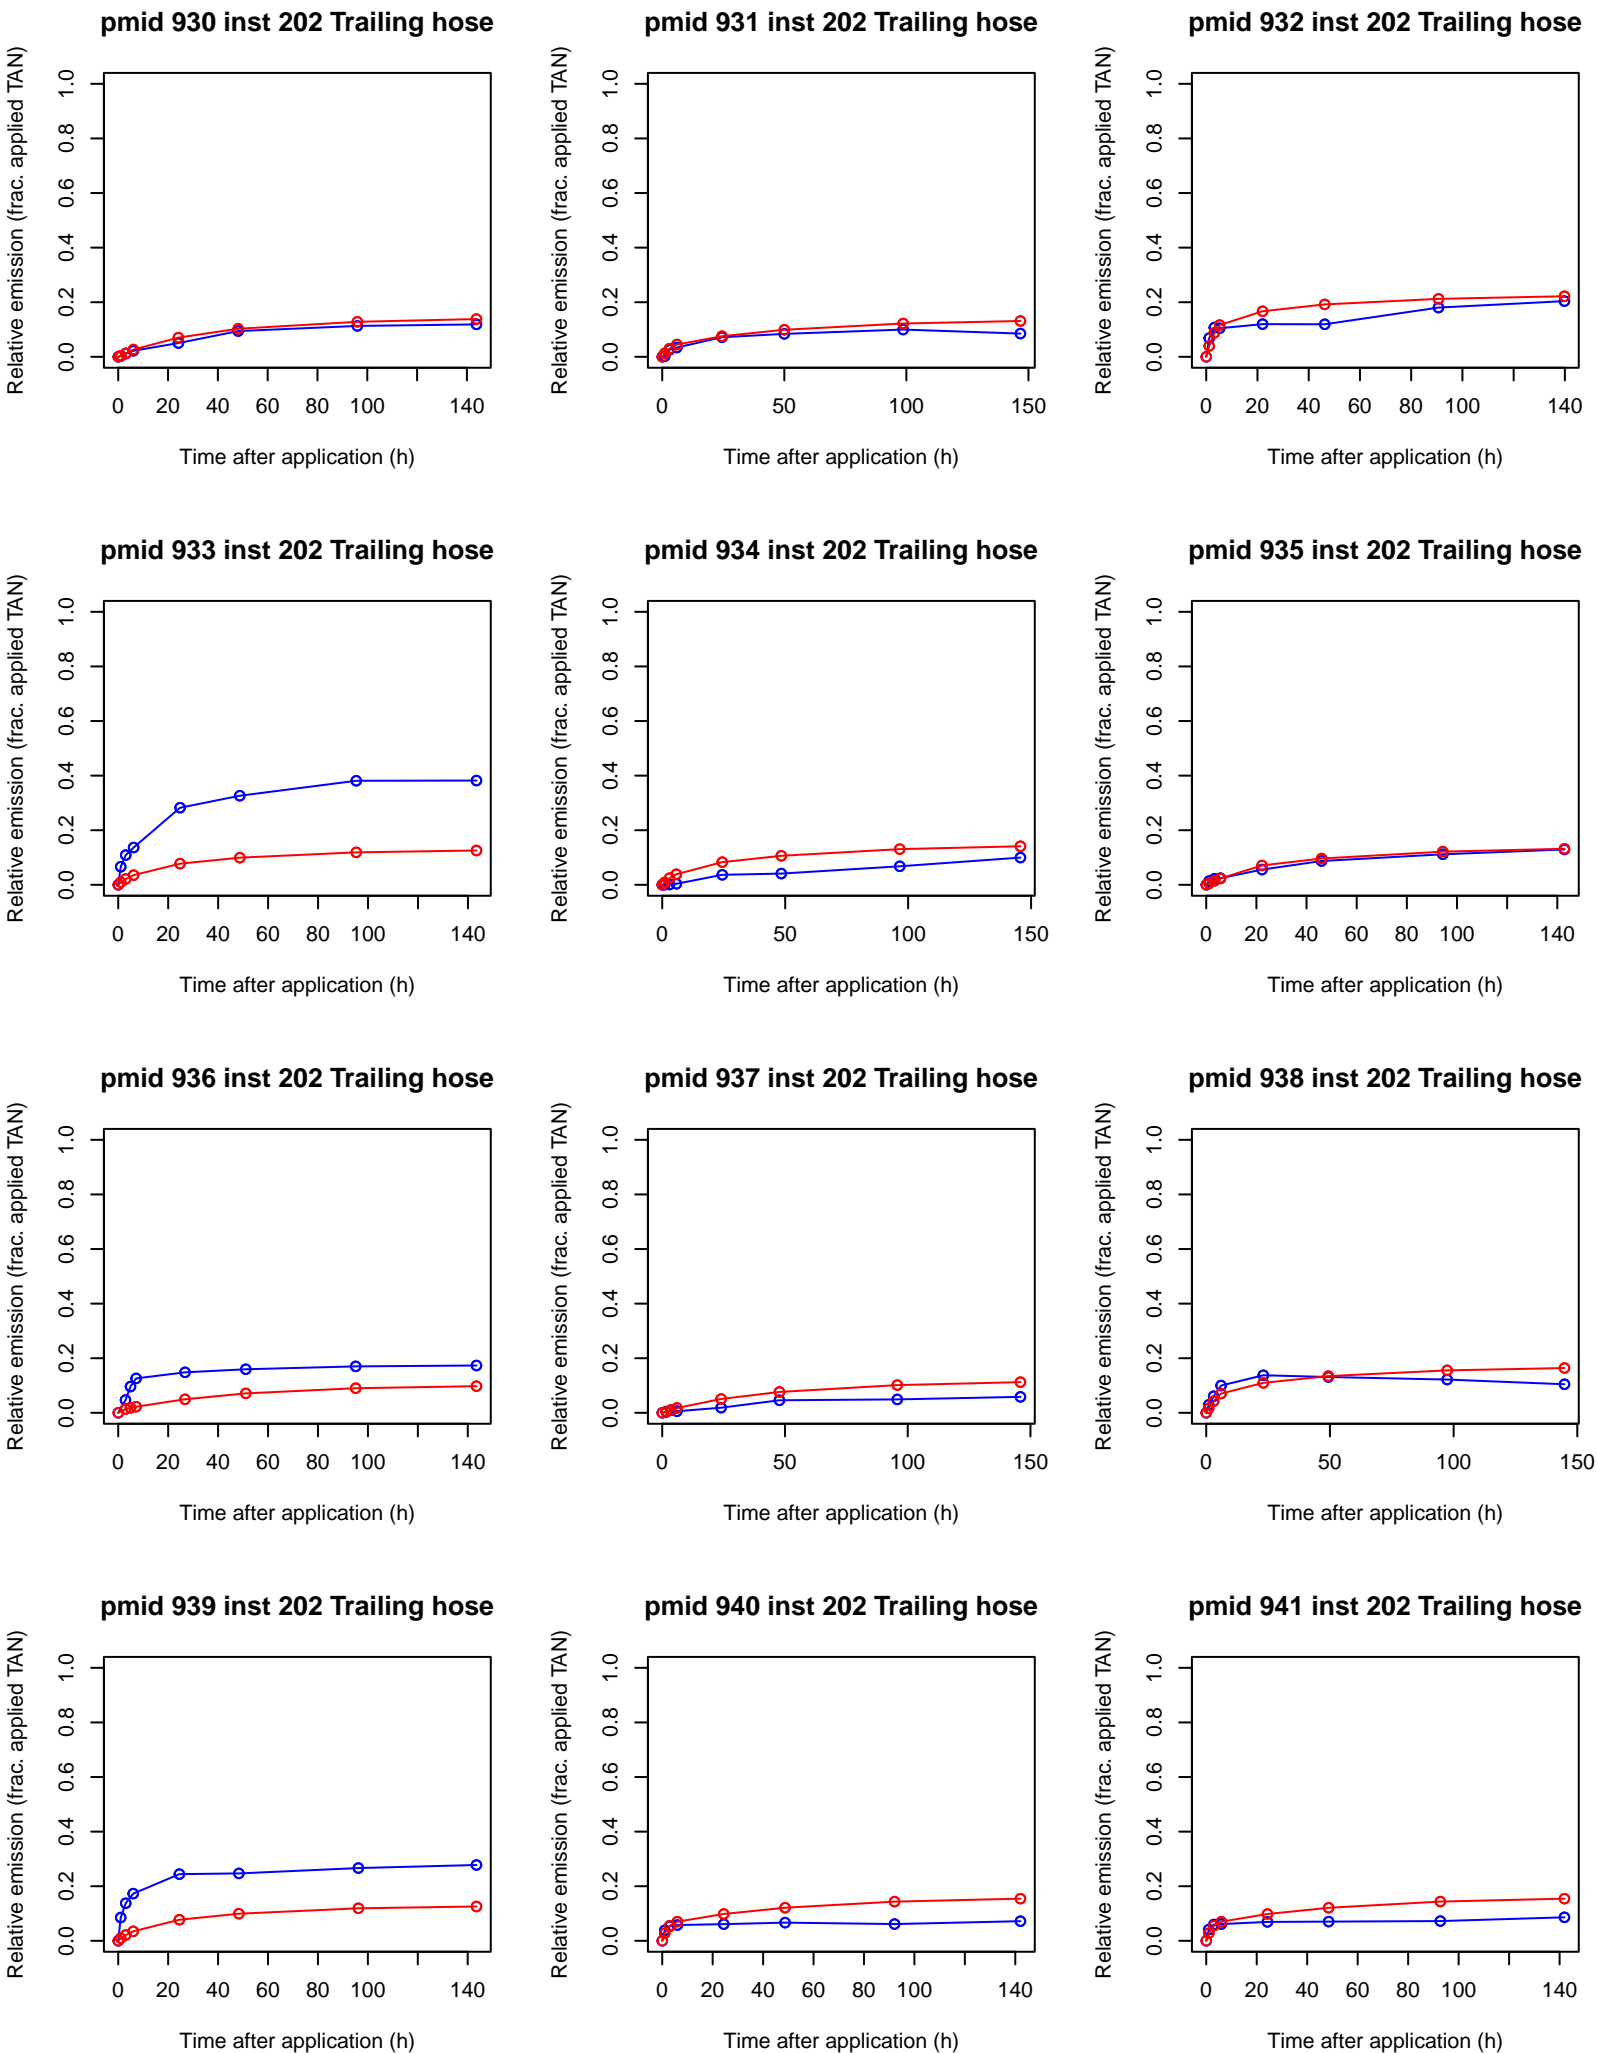 pmid 930 inst 202 Trailing hose
Relative emission (frac. applied TAN)
1.0
0.8
0.6
0.4
0.2
0.0
0 20 40 60 80 100 140
Time after application (h)
pmid 931 inst 202 Trailing hose
Relative emission (frac. applied TAN)
1.0
0.8
0.6
0.4
0.2
0.0
0 50 100 150
Time after application (h)
pmid 932 inst 202 Trailing hose
Relative emission (frac. applied TAN)
1.0
0.8
0.6
0.4
0.2
0.0
0 20 40 60 80 100 140
Time after application (h)
pmid 933 inst 202 Trailing hose
Relative emission (frac. applied TAN)
1.0
0.8
0.6
0.4
0.2
0.0
0 20 40 60 80 100 140
Time after application (h)
pmid 934 inst 202 Trailing hose
Relative emission (frac. applied TAN)
1.0
0.8
0.6
0.4
0.2
0.0
0 50 100 150
Time after application (h)
pmid 935 inst 202 Trailing hose
Relative emission (frac. applied TAN)
1.0
0.8
0.6
0.4
0.2
0.0
0 20 40 60 80 100 140
Time after application (h)
pmid 936 inst 202 Trailing hose
Relative emission (frac. applied TAN)
1.0
0.8
0.6
0.4
0.2
0.0
0 20 40 60 80 100 140
Time after application (h)
pmid 937 inst 202 Trailing hose
Relative emission (frac. applied TAN)
1.0
0.8
0.6
0.4
0.2
0.0
0 50 100 150
Time after application (h)
pmid 938 inst 202 Trailing hose
Relative emission (frac. applied TAN)
1.0
0.8
0.6
0.4
0.2
0.0
0 50 100 150
Time after application (h)
pmid 939 inst 202 Trailing hose
Relative emission (frac. applied TAN)
1.0
0.8
0.6
0.4
0.2
0.0
0 20 40 60 80 100 140
Time after application (h)
pmid 940 inst 202 Trailing hose
Relative emission (frac. applied TAN)
1.0
0.8
0.6
0.4
0.2
0.0
0 20 40 60 80 100 140
Time after application (h)
pmid 941 inst 202 Trailing hose
Relative emission (frac. applied TAN)
1.0
0.8
0.6
0.4
0.2
0.0
0 20 40 60 80 100 140
Time after application (h)